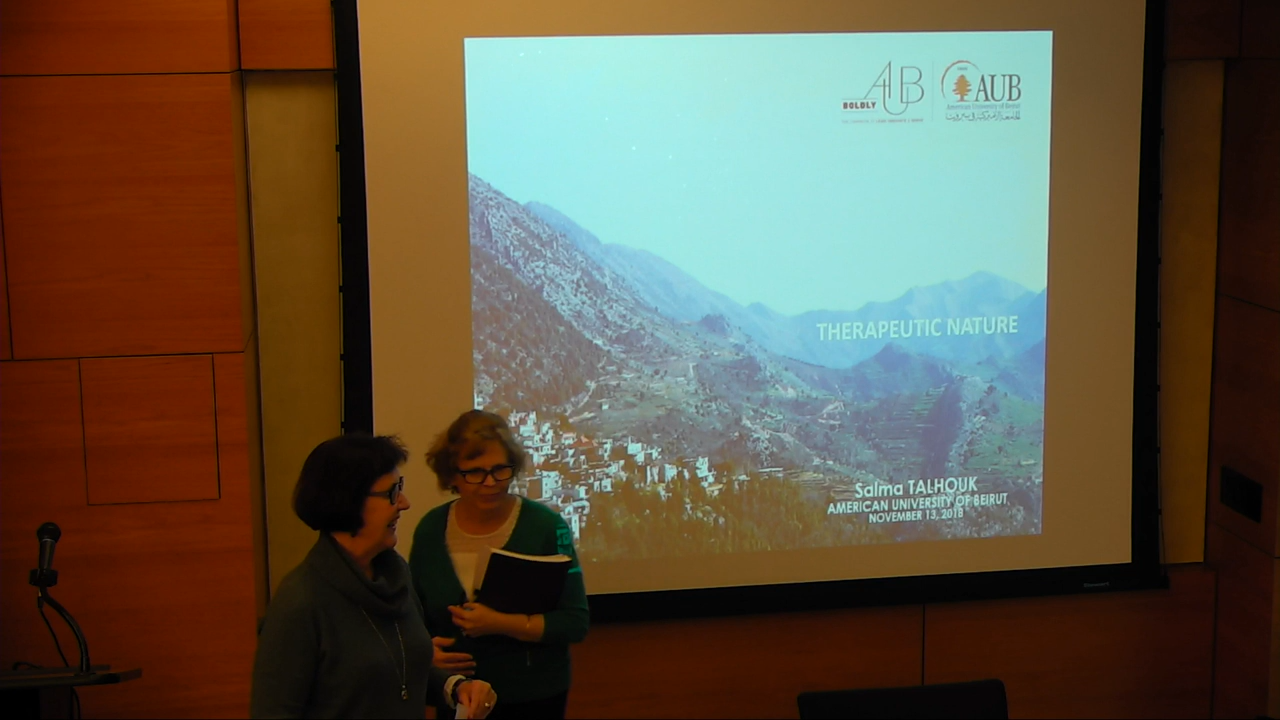 AUB
BOLDLY
AUB
American University of Beirut
THERAPEUTIC NATURE
Salma TALHOUK
AMERICAN UNIVERSITY OF BEIRUT
NOVEMBER 13, 2018